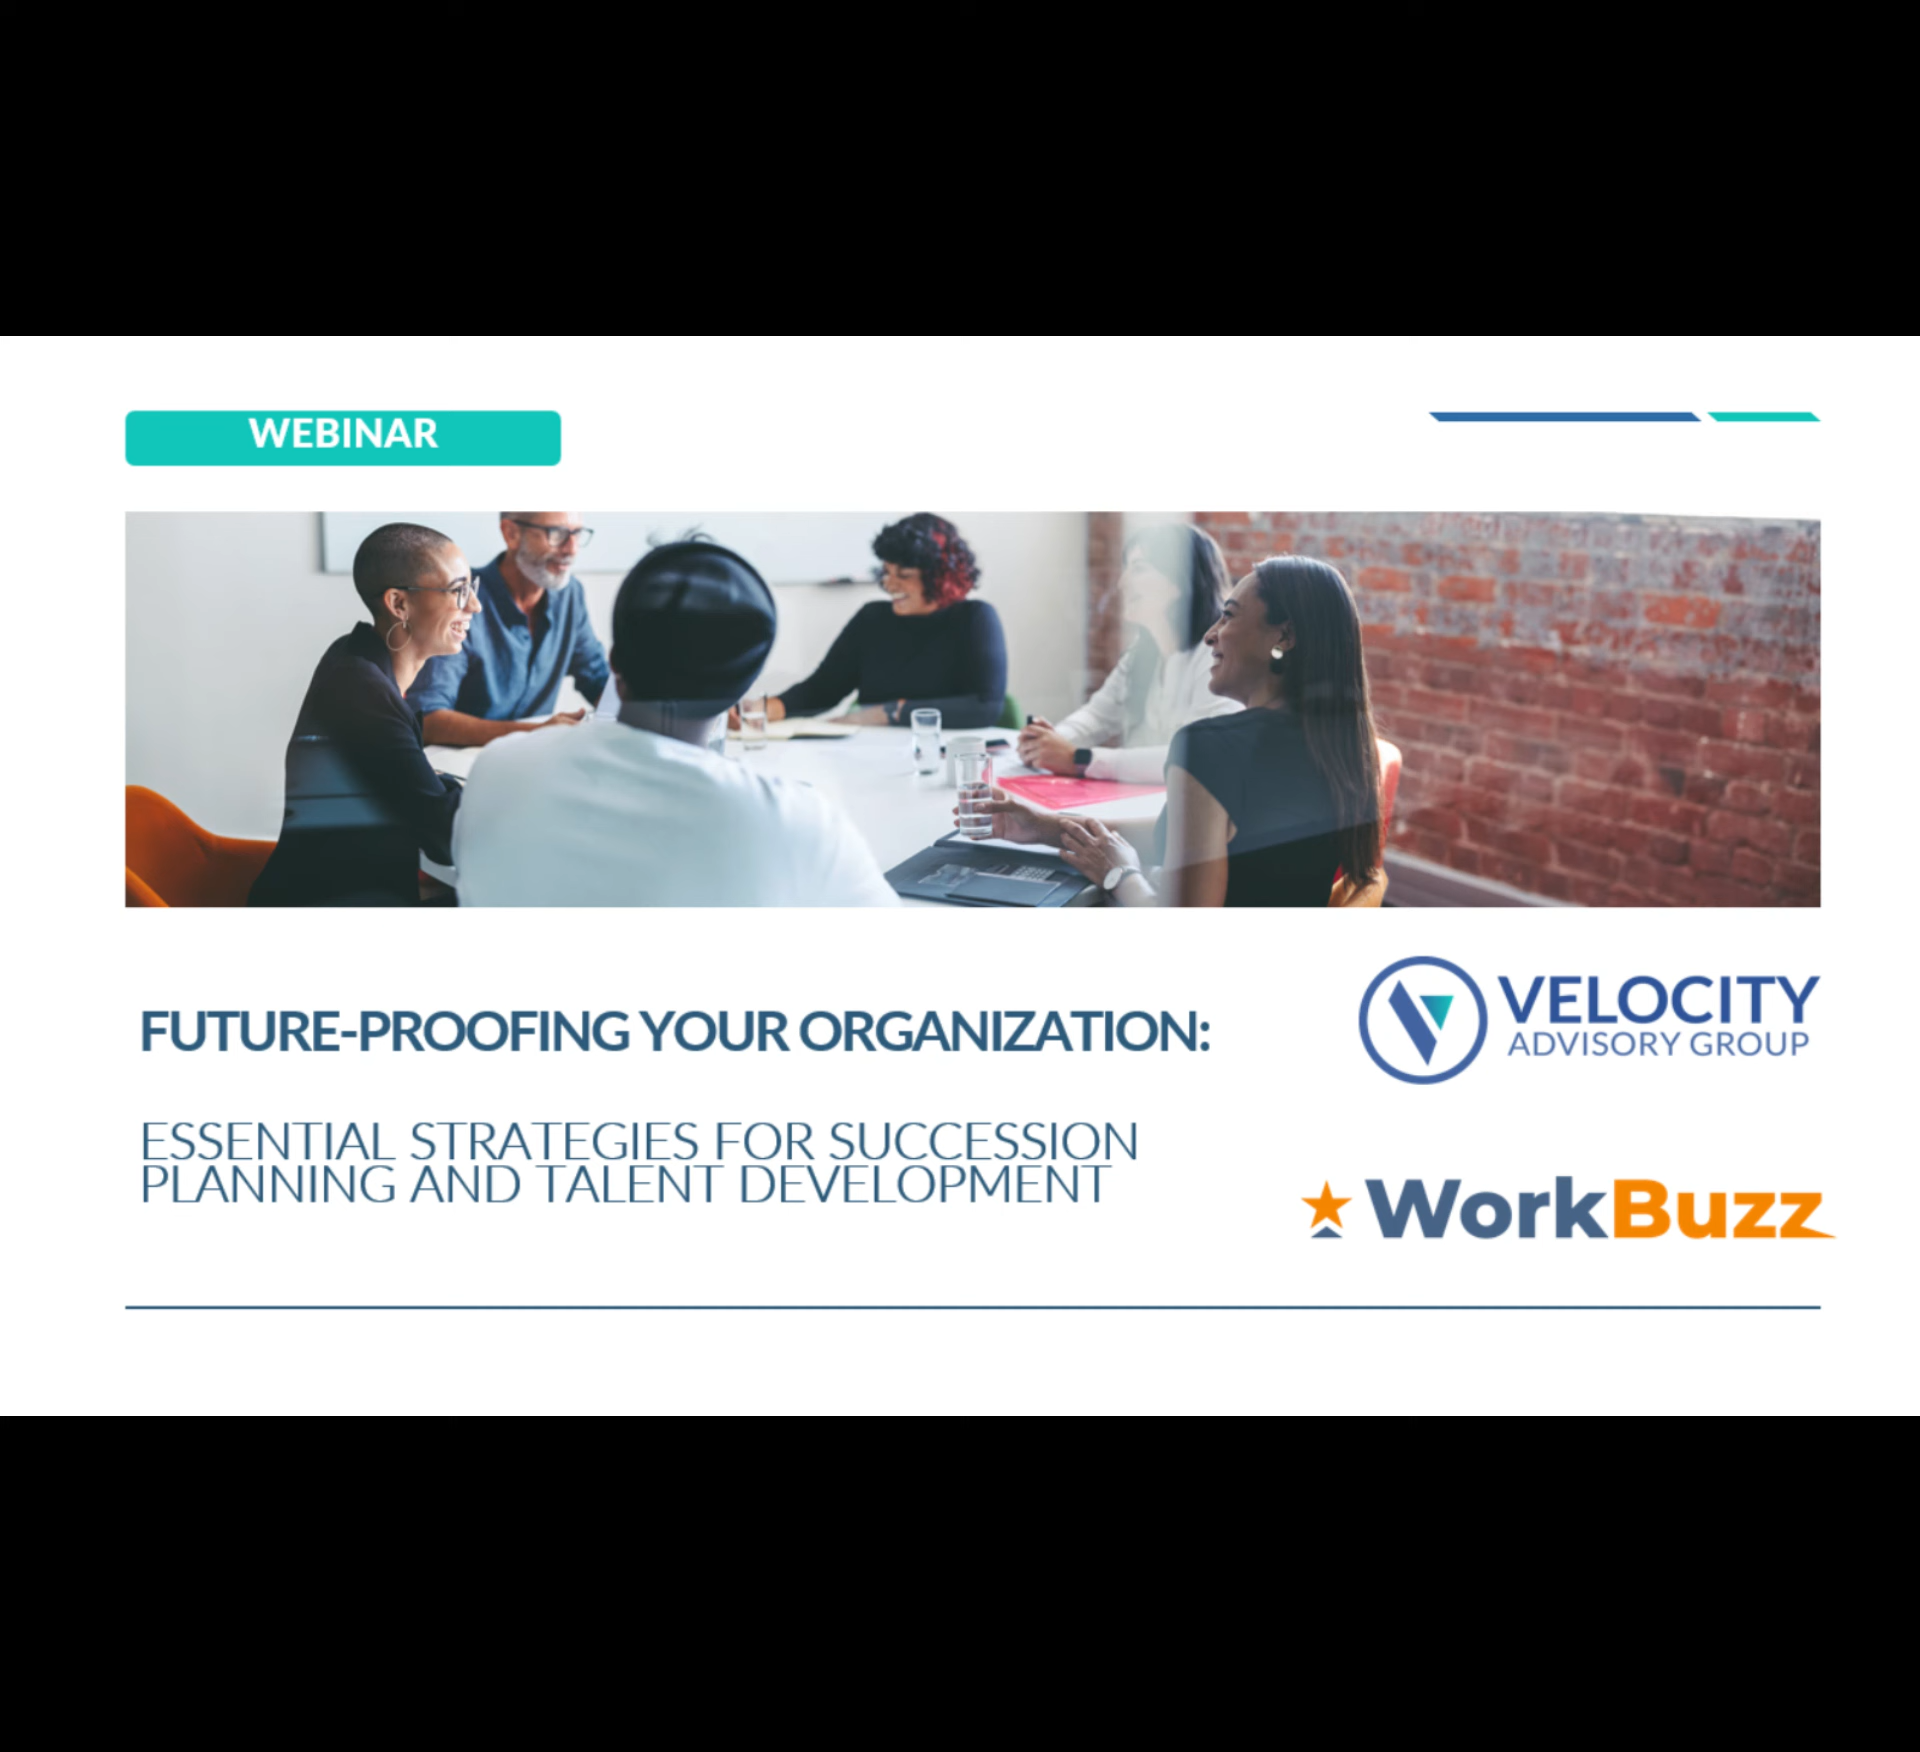 WEBINAR
FUTURE-PROOFING YOUR ORGANIZATION:
ESSENTIAL STRATEGIES FOR SUCCESSION
PLANNING AND TALENT DEVELOPMENT
VELOCITY
ADVISORY GROUP
WorkBuzz